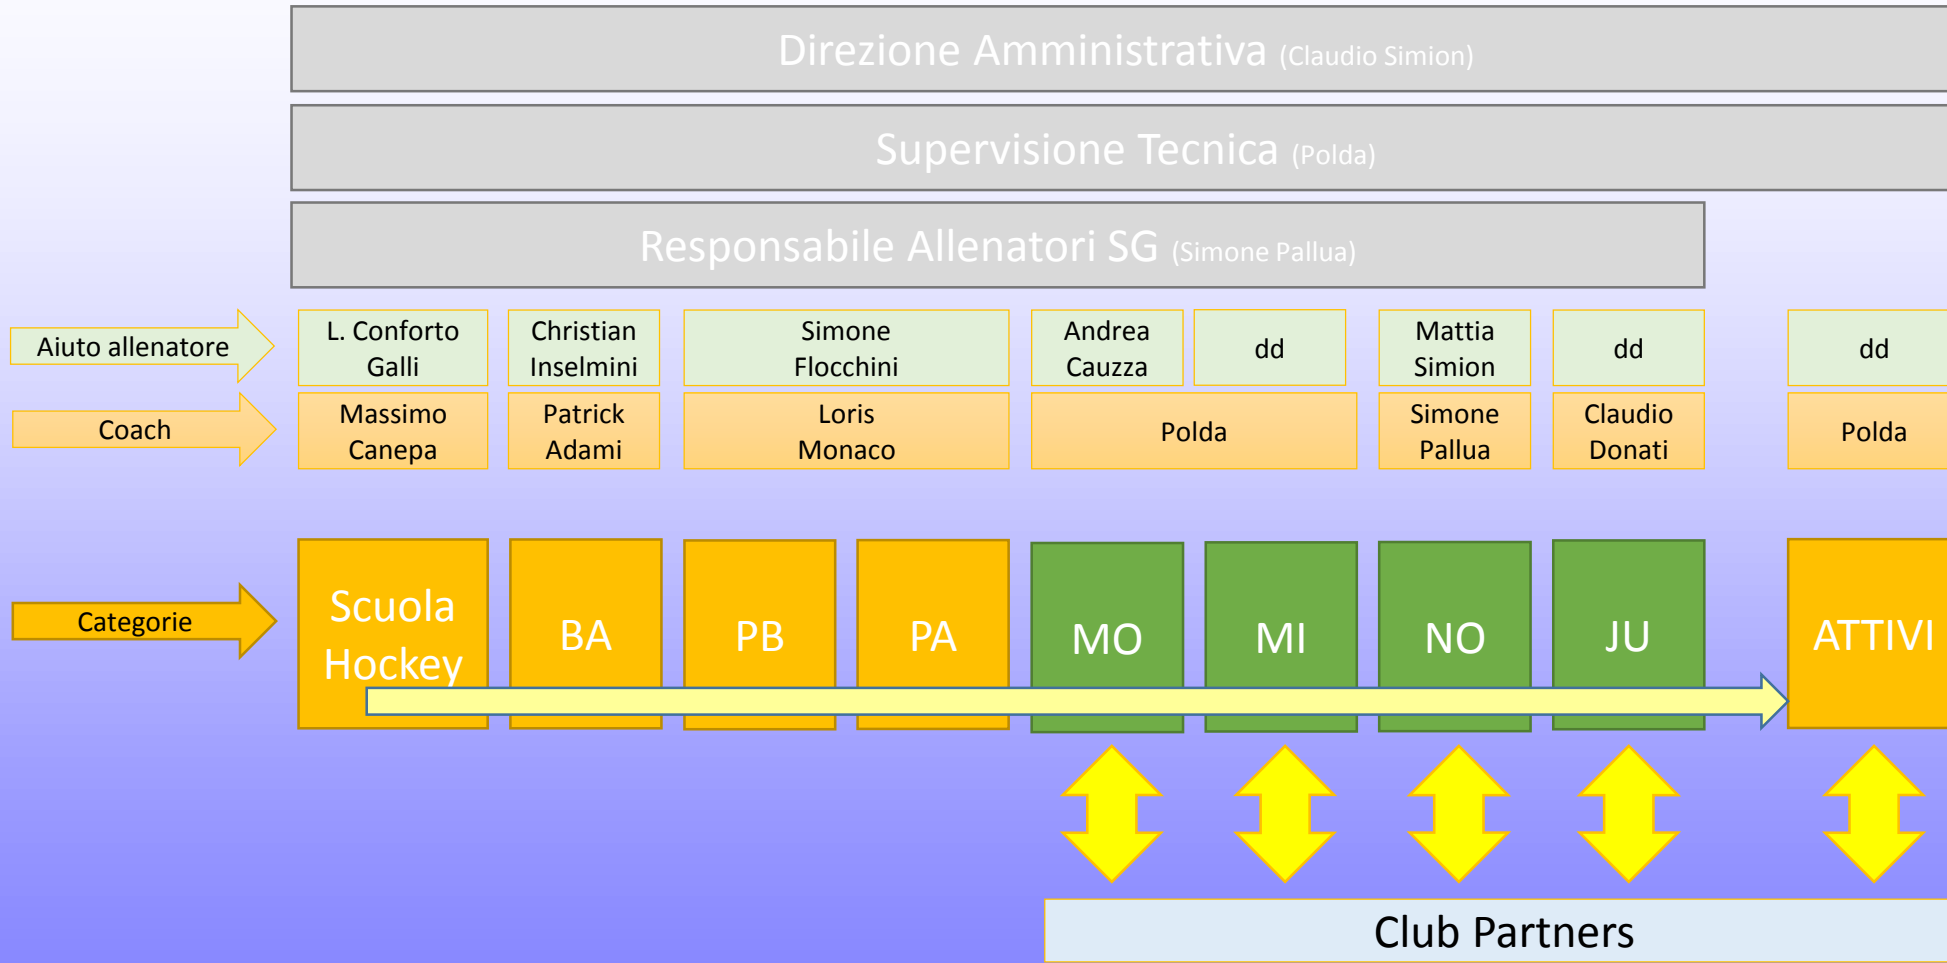 Direzione Amministrativa (Claudio Simion)
Supervisione Tecnica (Polda)
Responsabile Allenatori SG (Simone Pallua)
Aiuto allenatore
L. Conforto
Galli
Christian
Inselmini
Simone
Flocchini
Andrea
Cauzza
dd
Mattia
Simion
dd
dd
Coach
Massimo
Canepa
Patrick
Adami
Loris
Monaco
Polda
Simone
Pallua
Claudio
Donati
Polda
Categorie
Scuola
Hockey
BA
PB
PA
MO
MI
NO
JU
ATTIVI
Club Partners